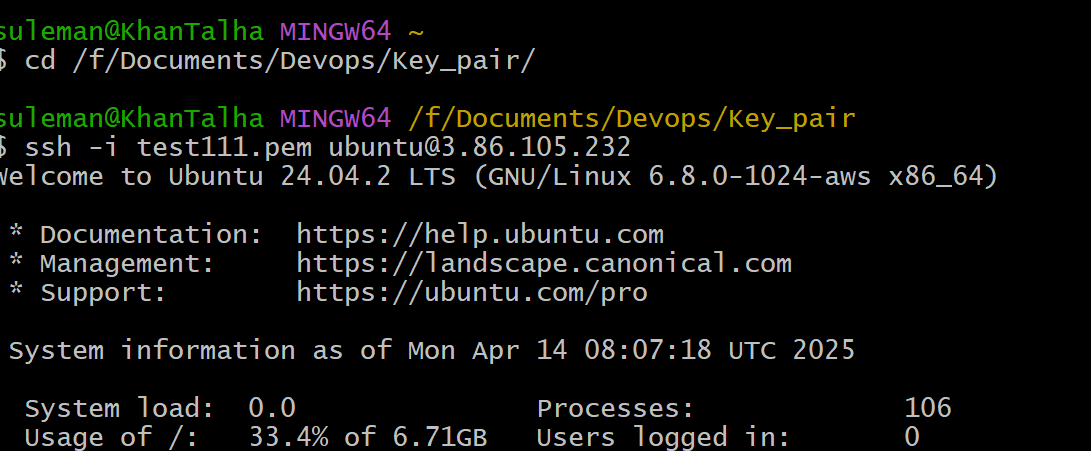 suleman@KhanTalha MINGW64 ~
$ cd /f/Documents/Devops/Key_pair/
suleman@KhanTalha MINGW64 /f/Documents/Devops/Key_pair
$ ssh -i test111.pem ubuntu@3.86.105.232
Welcome to Ubuntu 24.04.2 LTS (GNU/Linux 6.8.0-1024-aws x86_64)
* Documentation:  https://help.ubuntu.com
* Management:     https://landscape.canonical.com
* Support:        https://ubuntu.com/pro
System information as of Mon Apr 14 08:07:18 UTC 2025
System load:  0.0                Processes:             106
Usage of /:   33.4% of 6.71GB   Users logged in:       0